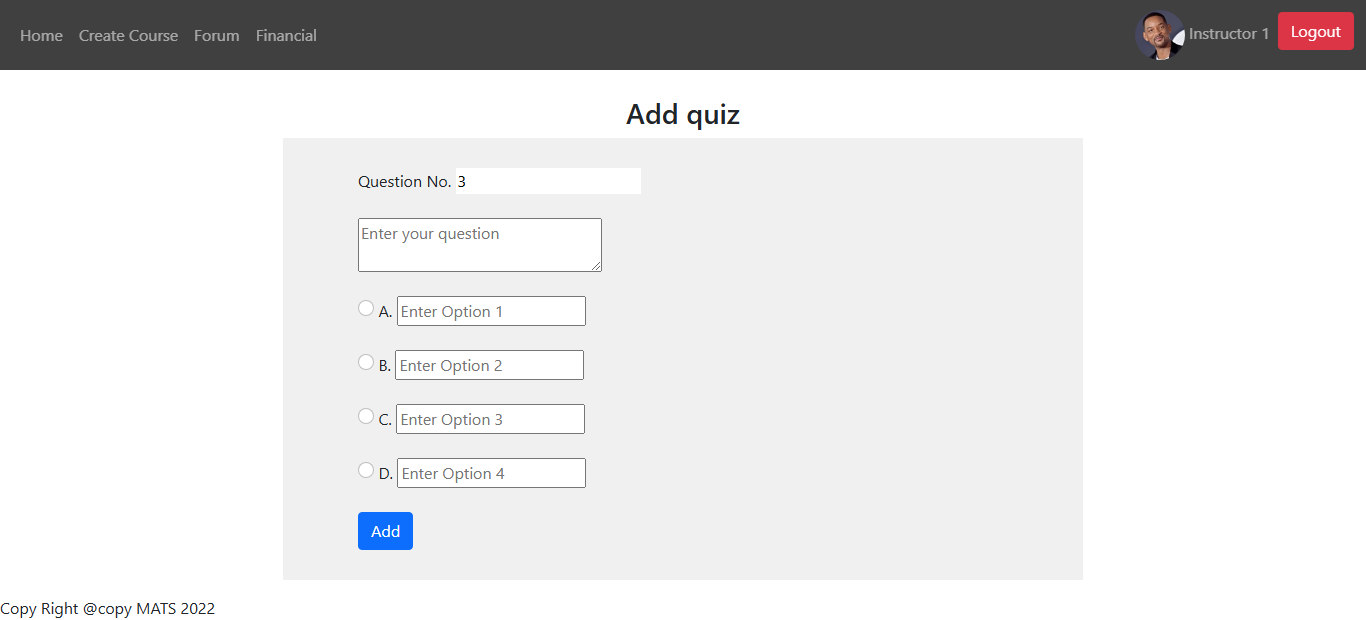 Home Create Course Forum Financial Instructor 1 Logout
Add quiz
Question No. 3
Enter your question
A. Enter Option 1
B. Enter Option 2
C. Enter Option 3
D. Enter Option 4
Add
Copy Right @copy MATS 2022